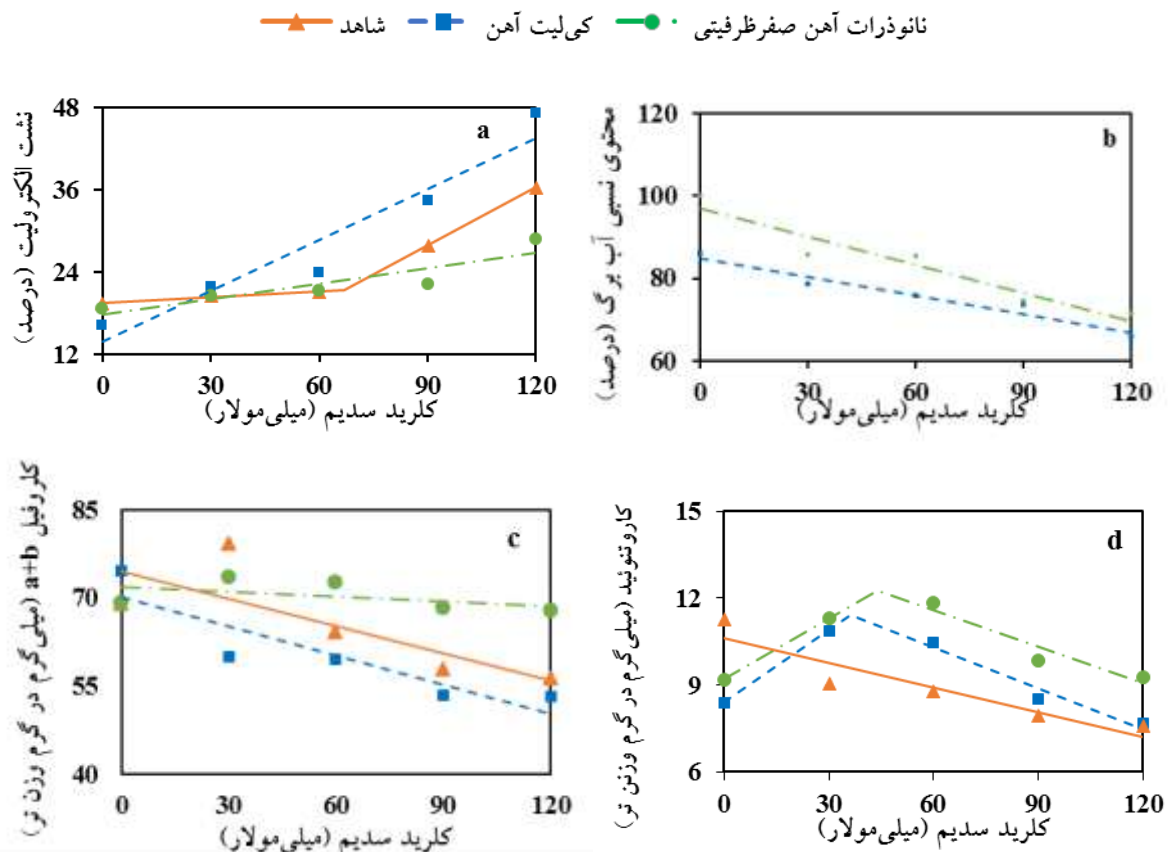 شاهد کی‌لیت آهن نانوذرات آهن صفرظرفیتی
نشت الکترولیت (درصد)
48
36
24
12
a
0 30 60 90 120
کلرید سدیم (میلی‌مولار)
محتوی نسبی آب برگ (درصد)
120
100
80
60
b
0 30 60 90 120
کلرید سدیم (میلی‌مولار)
کلروفیل a+b (میلی‌گرم در گرم وزن تر)
85
70
55
40
c
0 30 60 90 120
کلرید سدیم (میلی‌مولار)
کاروتنوئید (میلی‌گرم در گرم وزن تر)
15
12
9
6
d
0 30 60 90 120
کلرید سدیم (میلی‌مولار)